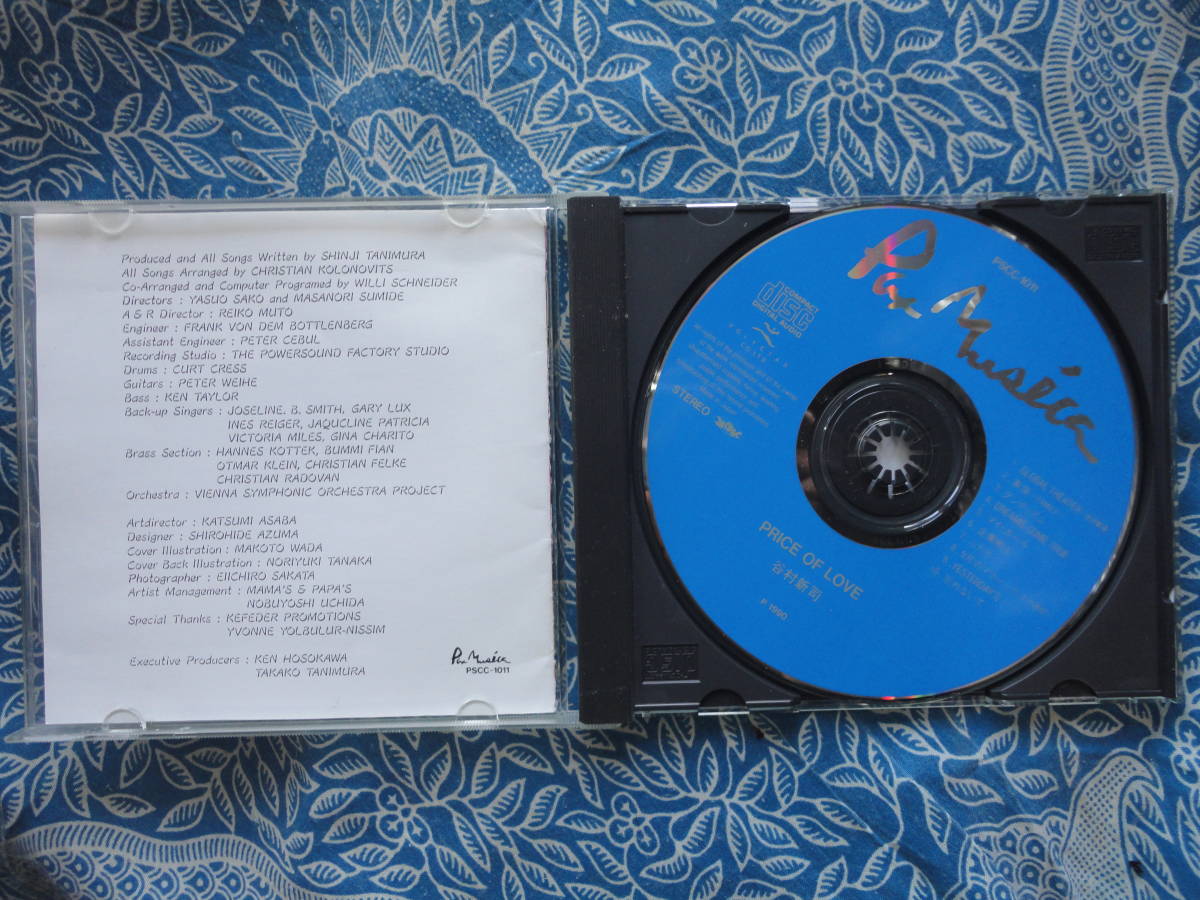 Produced and All Songs Written by SHINJI TANIMURA
All Songs Arranged by CHRISTIAN KOLONOVITS
Co-Arranged and Computer Programed by WILLI SCHNEIDER
Directors : YASUO SAKO and MASANORI SUMIDE
A & R Director : REIKO MUTO
Engineer : FRANK VON DEM BOTTLENBERG
Assistant Engineer : PETER CEBUL
Recording Studio : THE POWERSOUND FACTORY STUDIO
Drums : CURT CRESS
Guitars : PETER WEIHE
Bass : KEN TAYLOR
Back-up Singers : JOSELINE. B. SMITH, GARY LUX
INES REIGER, JAQUCLINE PATRICIA
VICTORIA MILES, GINA CHARITO
Brass Section : HANNES KOTTEK, BUMMI FIAN
OTMAR KLEIN, CHRISTIAN FELKE
CHRISTIAN RADOVAN
Orchestra : VIENNA SYMPHONIC ORCHESTRA PROJECT
Artdirector : KATSUMI ASABA
Designer : SHIROHIDE AZUMA
Cover Illustration : MAKOTO WADA
Cover Back Illustration : NORIYUKI TANAKA
Photographer : EIICHIRO SAKATA
Artist Management : MAMA'S & PAPA'S
NOBUYOSHI UCHIDA
Special Thanks : KEFEDER PROMOTIONS
YVONNE YOLBULUR-NISSIM
Executive Producers : KEN HOSOKAWA
TAKAKO TANIMURA
Pax Muséca
PSCC-1011
Pax Muséca
PSCC-1011
COMPACT
disc
DIGITAL AUDIO
STEREO
PRICE OF LOVE
谷村新司
P 1990